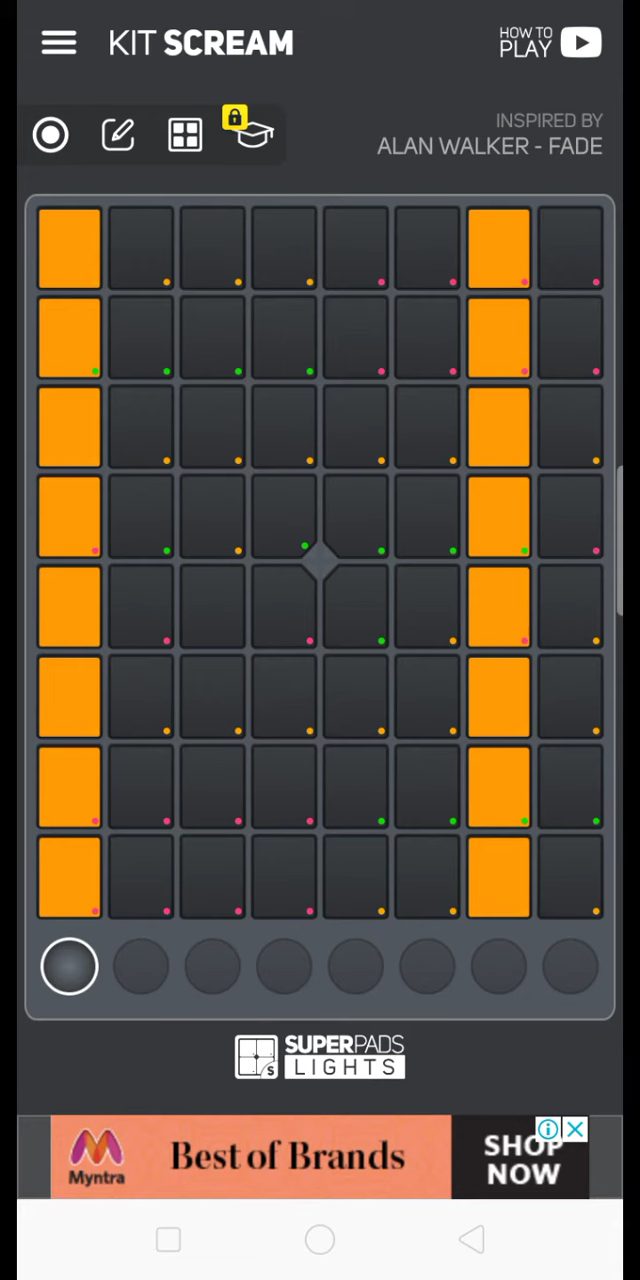 KIT SCREAM
HOW TO
PLAY
INSPIRED BY
ALAN WALKER - FADE
SUPERPADS
LIGHTS
S
Myntra
Best of Brands
SHOP
NOW